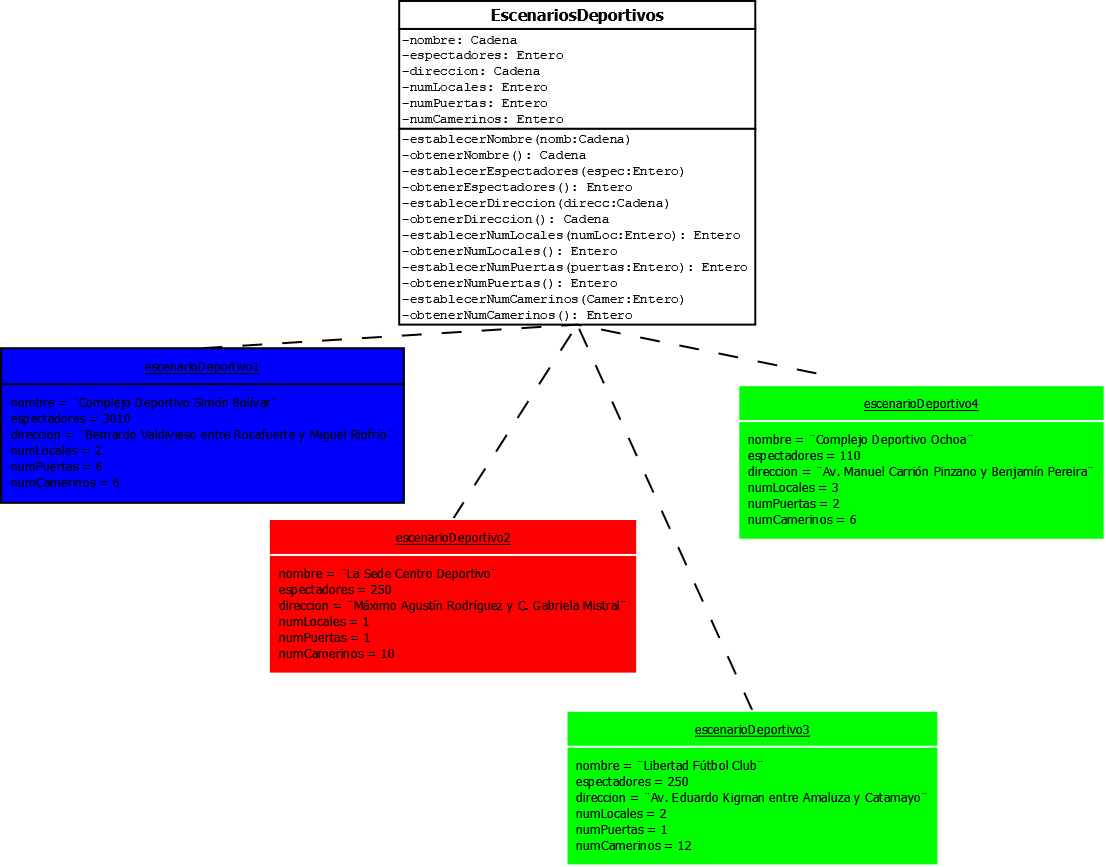 EscenariosDeportivos
-nombre: Cadena
-espectadores: Entero
-direccion: Cadena
-numLocales: Entero
-numPuertas: Entero
-numCamerinos: Entero
-establecerNombre(nomb:Cadena)
-obtenerNombre(): Cadena
-establecerEspectadores(espec:Entero)
-obtenerEspectadores(): Entero
-establecerDireccion(direcc:Cadena)
-obtenerDireccion(): Cadena
-establecerNumLocales(numLoc:Entero): Entero
-obtenerNumLocales(): Entero
-establecerNumPuertas(puertas:Entero): Entero
-obtenerNumPuertas(): Entero
-establecerNumCamerinos(Camer:Entero)
-obtenerNumCamerinos(): Entero
escenarioDeportivo1
nombre = ¨Complejo Deportivo Simón Bolívar¨
espectadores = 3010
direccion = ¨Bernardo Valdivieso entre Rocafuerte y Miguel Riofrío¨
numLocales = 2
numPuertas = 6
numCamerinos = 6
escenarioDeportivo4
nombre = ¨Complejo Deportivo Ochoa¨
espectadores = 110
direccion = ¨Av. Manuel Carrión Pinzano y Benjamín Pereira¨
numLocales = 3
numPuertas = 2
numCamerinos = 6
escenarioDeportivo2
nombre = ¨La Sede Centro Deportivo¨
espectadores = 250
direccion = ¨Máximo Agustín Rodríguez y C. Gabriela Mistral¨
numLocales = 1
numPuertas = 1
numCamerinos = 10
escenarioDeportivo3
nombre = ¨Libertad Fútbol Club¨
espectadores = 250
direccion = ¨Av. Eduardo Kigman entre Amaluza y Catamayo¨
numLocales = 2
numPuertas = 1
numCamerinos = 12